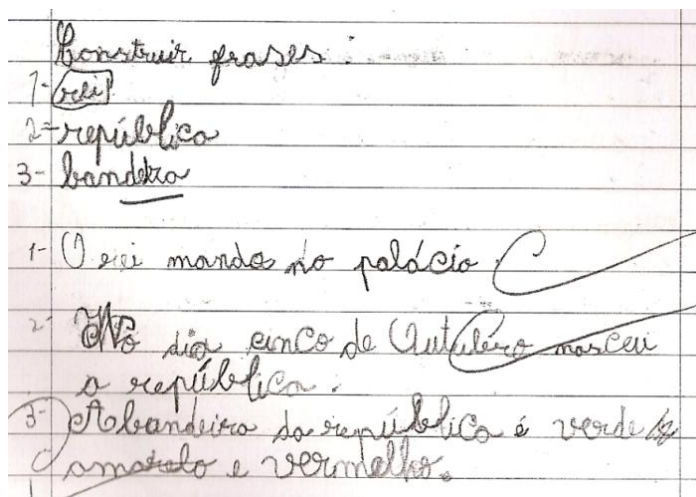 Construir frases:
1- rei
2- república
3- bandeira
1- O rei manda no palácio.
2- No dia cinco de Outubro nasceu
a república.
3- A bandeira da república é verde
amarelo e vermelho.